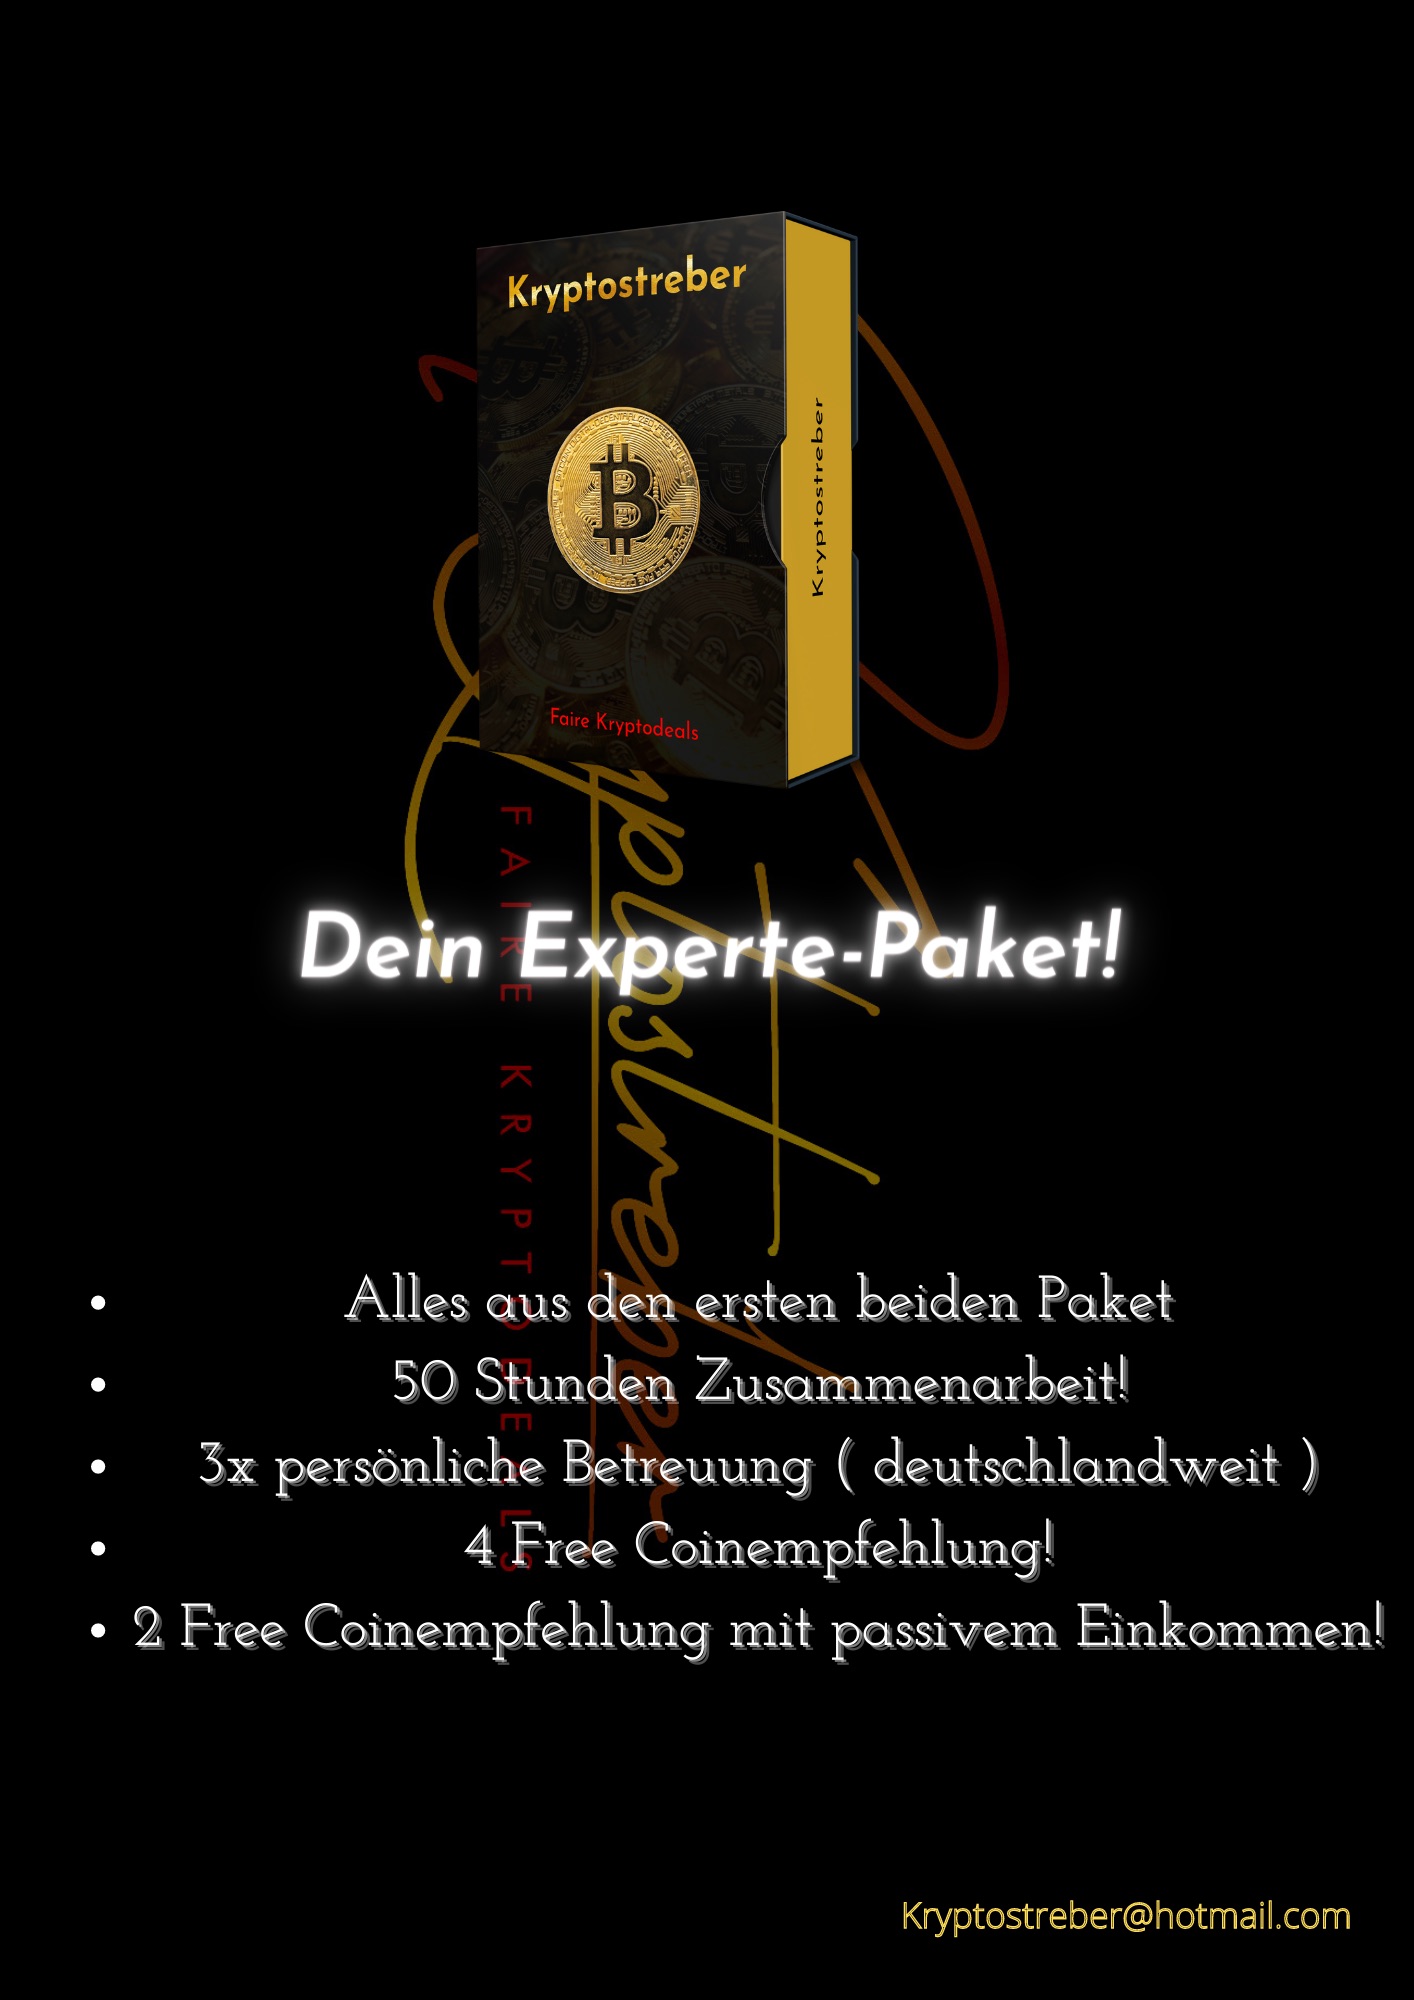 Kryptostreber
Kryptostreber
Faire Kryptodeals
FAIRE KRYPTODEALS
Dein Experte-Paket!
• Alles aus den ersten beiden Paket
• 50 Stunden Zusammenarbeit!
• 3x persönliche Betreuung ( deutschlandweit )
• 4 Free Coinempfehlung!
• 2 Free Coinempfehlung mit passivem Einkommen!
Kryptostreber@hotmail.com